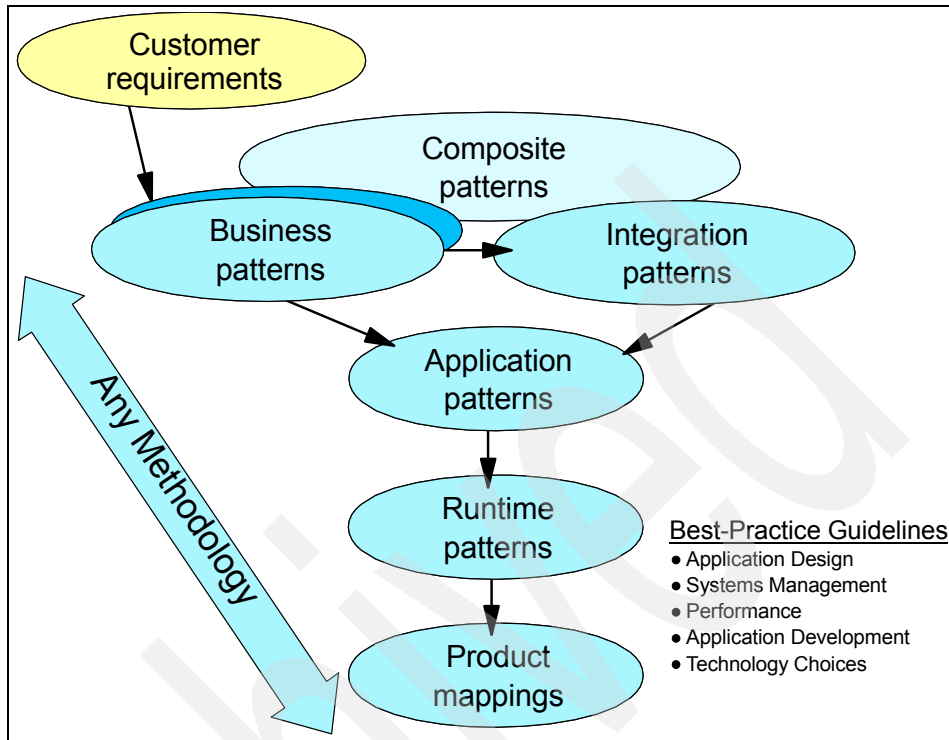 Customer
requirements
Composite
patterns
Business
patterns
Integration
patterns
Application
patterns
Any Methodology
Runtime
patterns
Best-Practice Guidelines
● Application Design
● Systems Management
● Performance
● Application Development
● Technology Choices
Product
mappings
hived